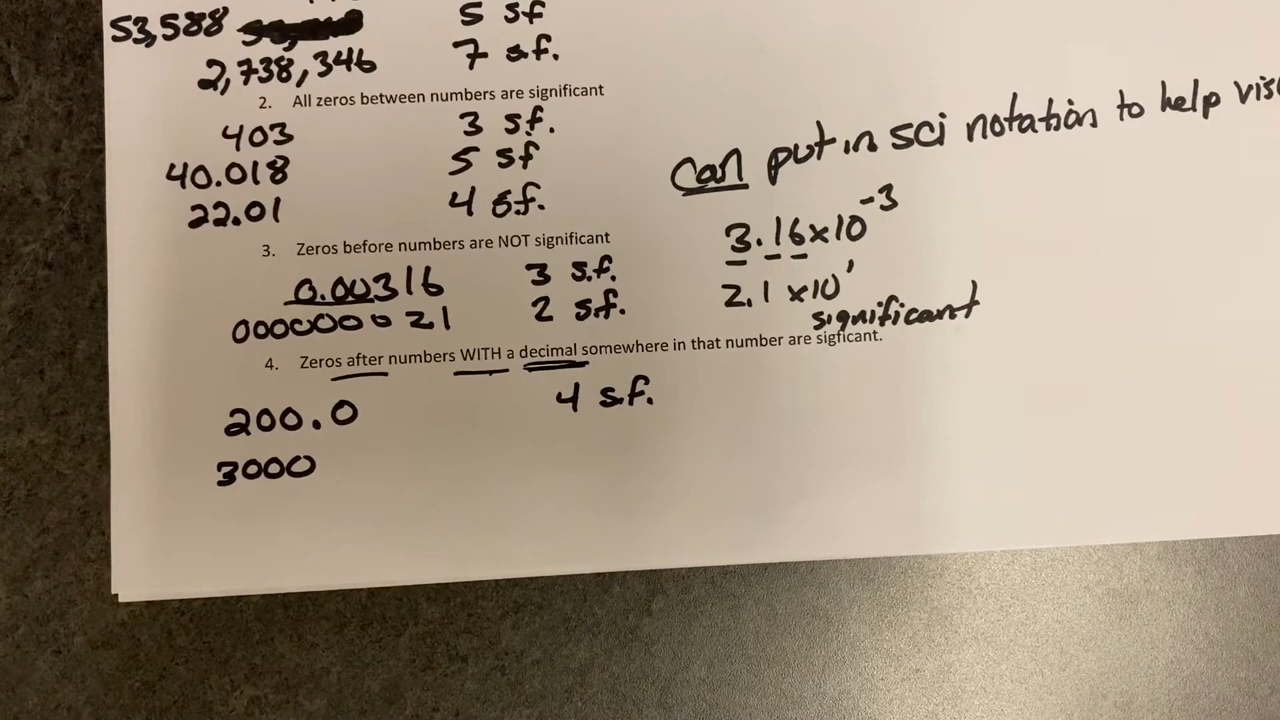 53,588 5 sf
2,738,346 7 s.f.
2. All zeros between numbers are significant
403 3 s.f.
40.018 5 sf
22.01 4 s.f.
can put in sci notation to help
3. Zeros before numbers are NOT significant
0.00316 3 s.f. 3.16x10^-3
000000021 2 s.f. 2.1 x10^1
significant
4. Zeros after numbers WITH a decimal somewhere in that number are sigficant.
200.0 4 s.f.
3000